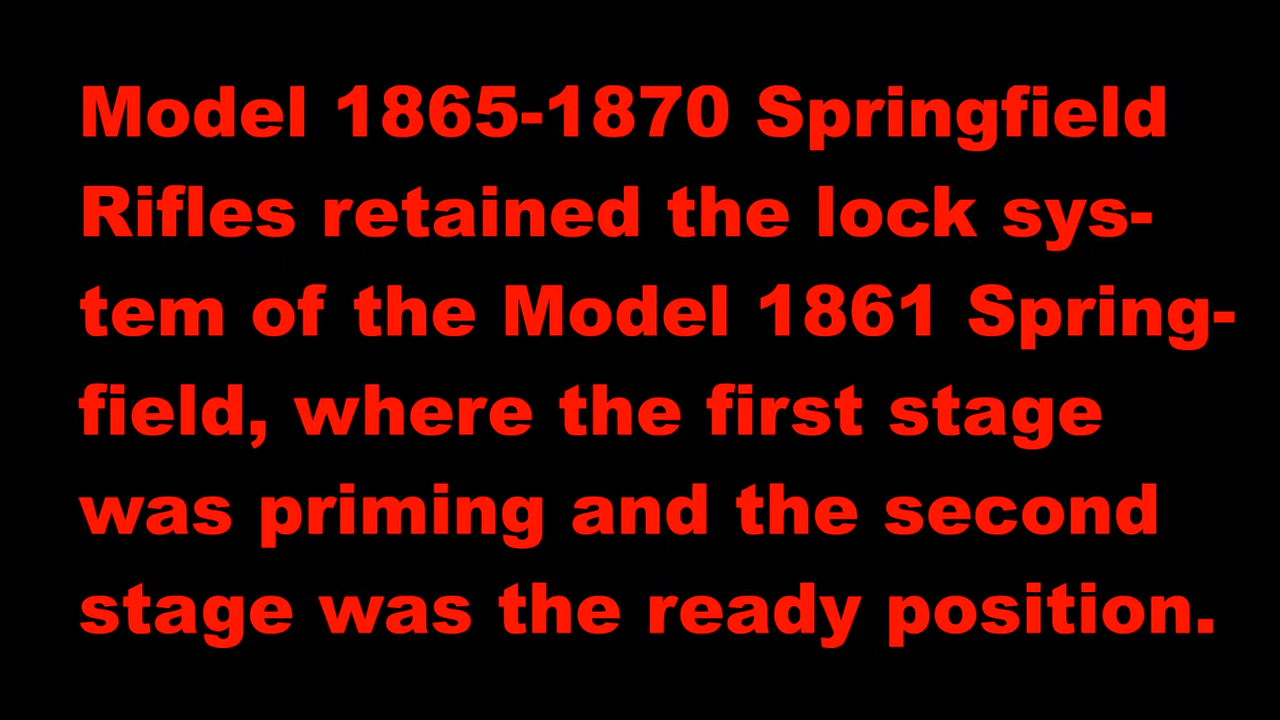 Model 1865-1870 Springfield
Rifles retained the lock sys-
tem of the Model 1861 Spring-
field, where the first stage
was priming and the second
stage was the ready position.